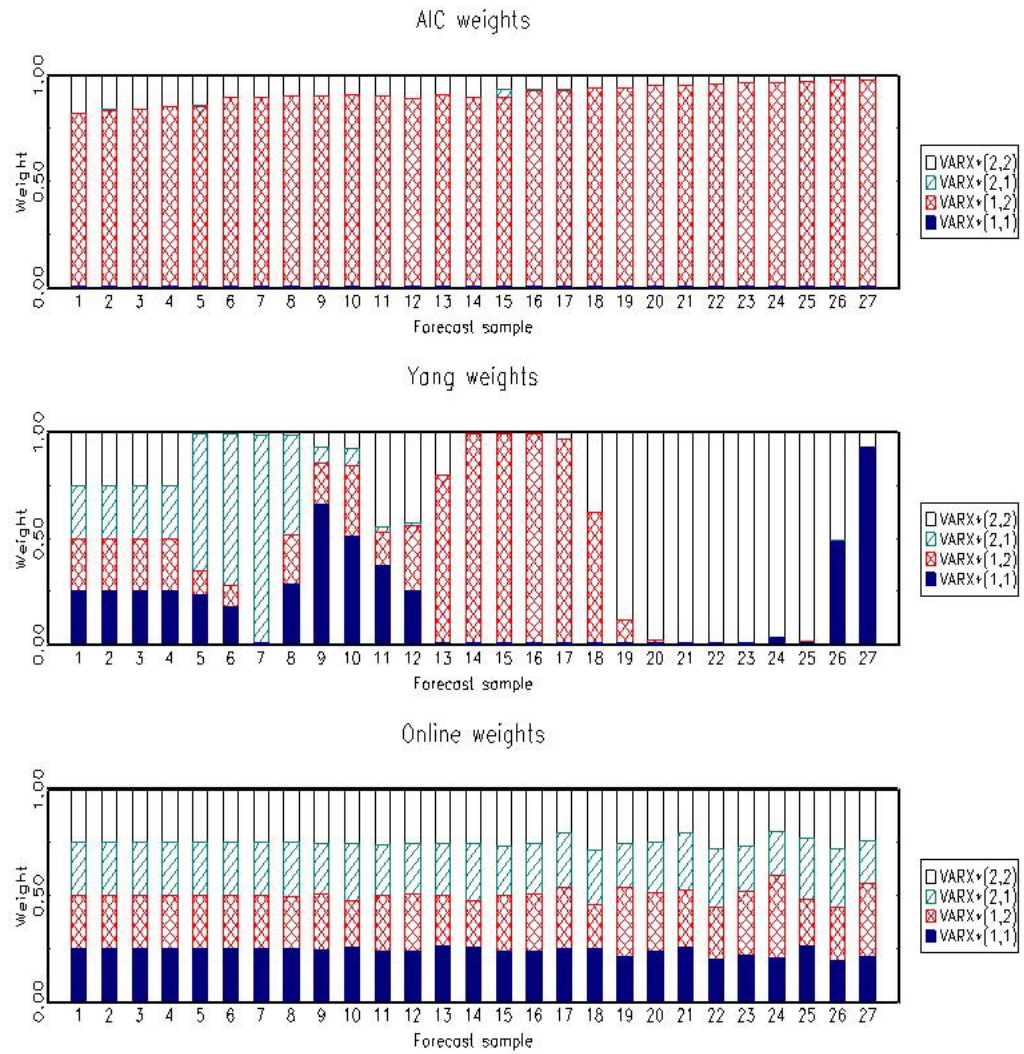 AIC weights
Weight
1.00
0.50
0.00
1 2 3 4 5 6 7 8 9 10 11 12 13 14 15 16 17 18 19 20 21 22 23 24 25 26 27
Forecast sample
VARX*(2,2)
VARX*(2,1)
VARX*(1,2)
VARX*(1,1)
Yang weights
Weight
1.00
0.50
0.00
1 2 3 4 5 6 7 8 9 10 11 12 13 14 15 16 17 18 19 20 21 22 23 24 25 26 27
Forecast sample
VARX*(2,2)
VARX*(2,1)
VARX*(1,2)
VARX*(1,1)
Online weights
Weight
1.00
0.50
0.00
1 2 3 4 5 6 7 8 9 10 11 12 13 14 15 16 17 18 19 20 21 22 23 24 25 26 27
Forecast sample
VARX*(2,2)
VARX*(2,1)
VARX*(1,2)
VARX*(1,1)